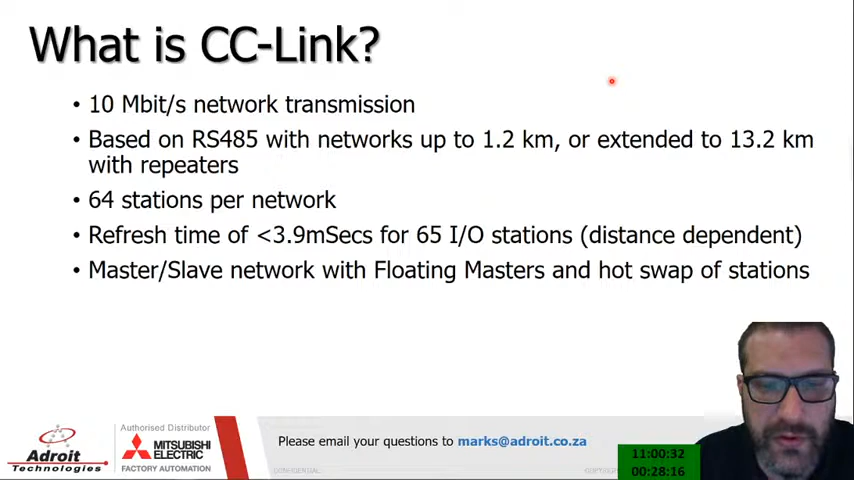 What is CC-Link?
• 10 Mbit/s network transmission
• Based on RS485 with networks up to 1.2 km, or extended to 13.2 km
with repeaters
• 64 stations per network
• Refresh time of <3.9mSecs for 65 I/O stations (distance dependent)
• Master/Slave network with Floating Masters and hot swap of stations
Adroit
Technologies
Authorised Distributor
MITSUBISHI
ELECTRIC
FACTORY AUTOMATION
Please email your questions to marks@adroit.co.za
CONFIDENTIAL
11:00:32
00:28:16